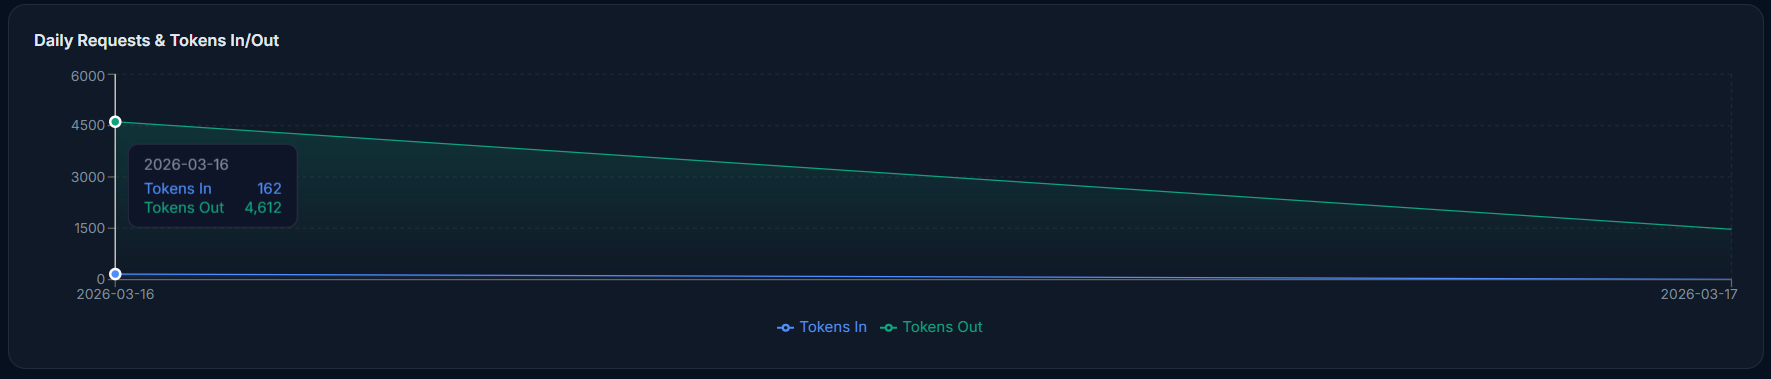 Daily Requests & Tokens In/Out
6000
4500
3000
1500
0
2026-03-16
Tokens In 162
Tokens Out 4,612
2026-03-16
2026-03-17
Tokens In
Tokens Out